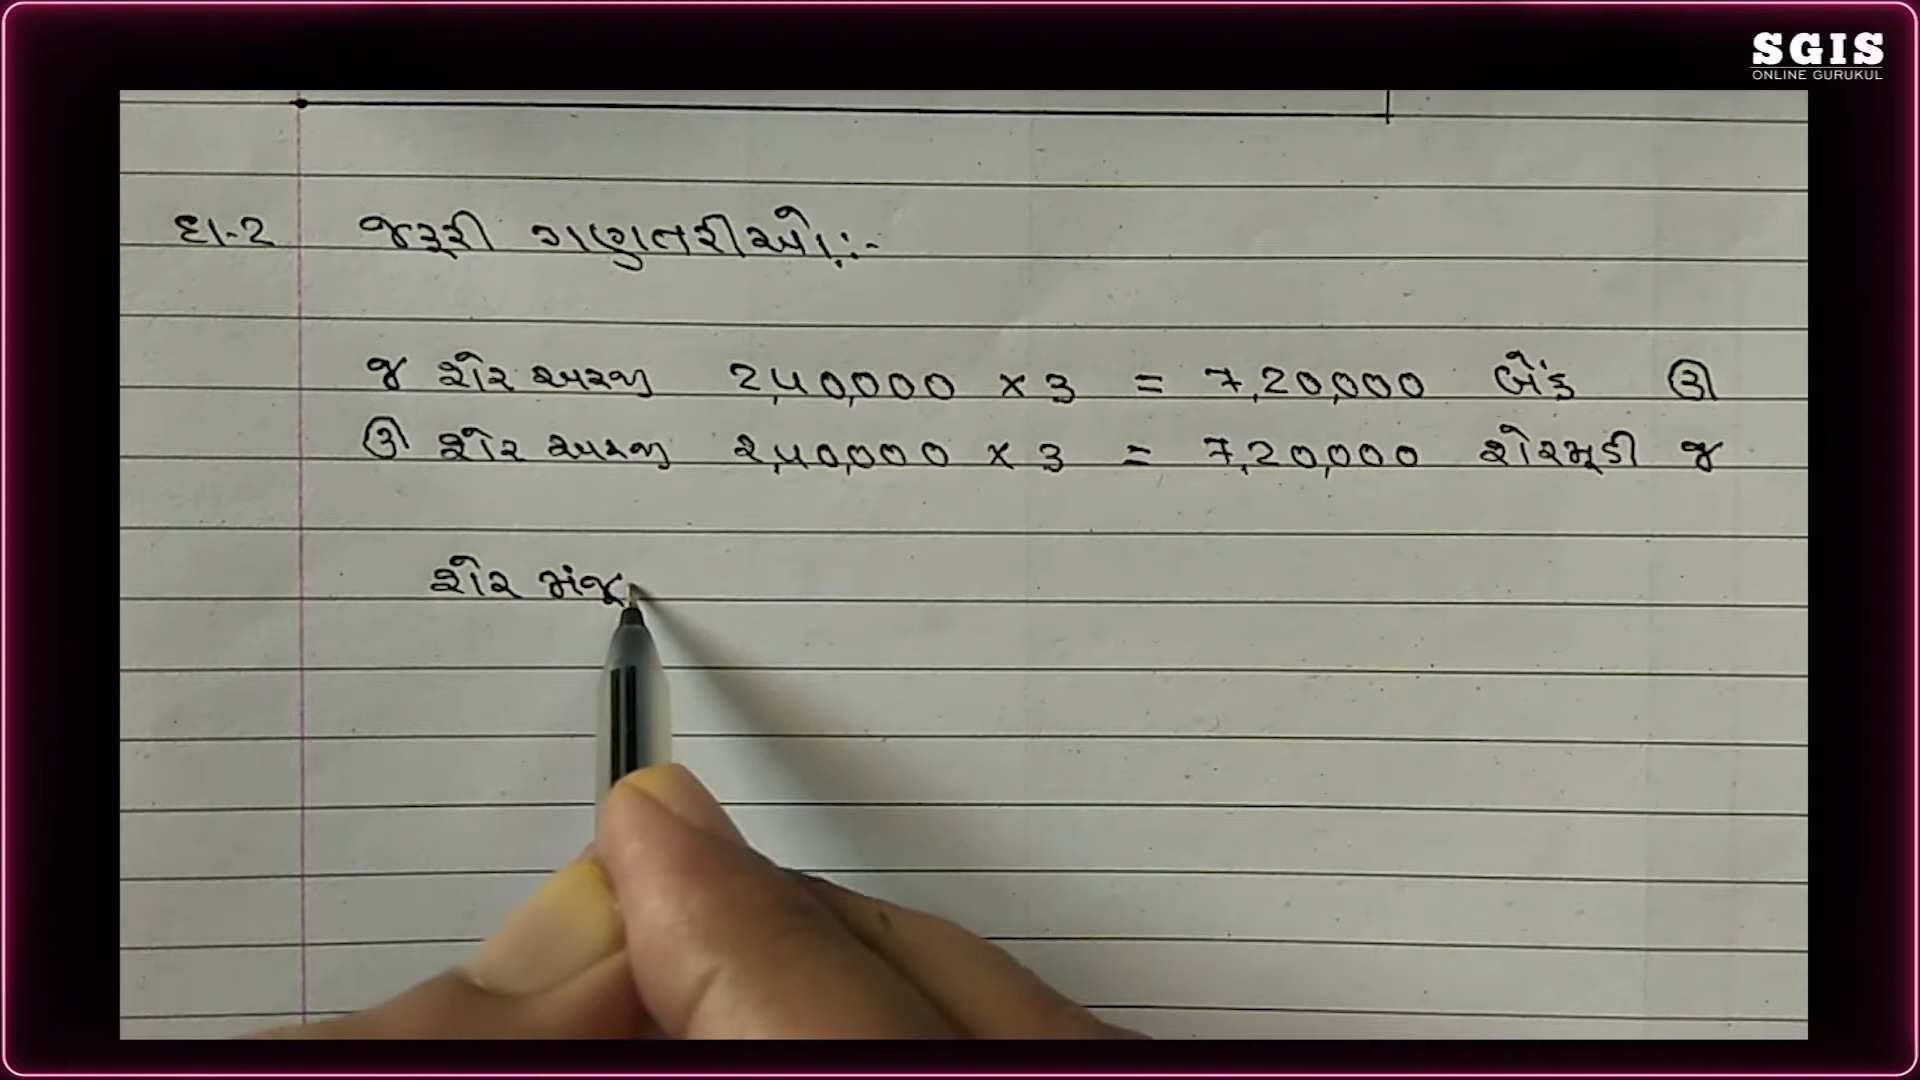 SGIS
ONLINE GURUKUL
દા-2 જરૂરી ગણતરીઓ:-
જ શેર અરજી 2,40,000 × 3 = 7,20,000 બેંક ઉ
ઉ શેર અરજી 2,40,000 × 3 = 7,20,000 શેરમૂડી જ
શેર મંજૂ